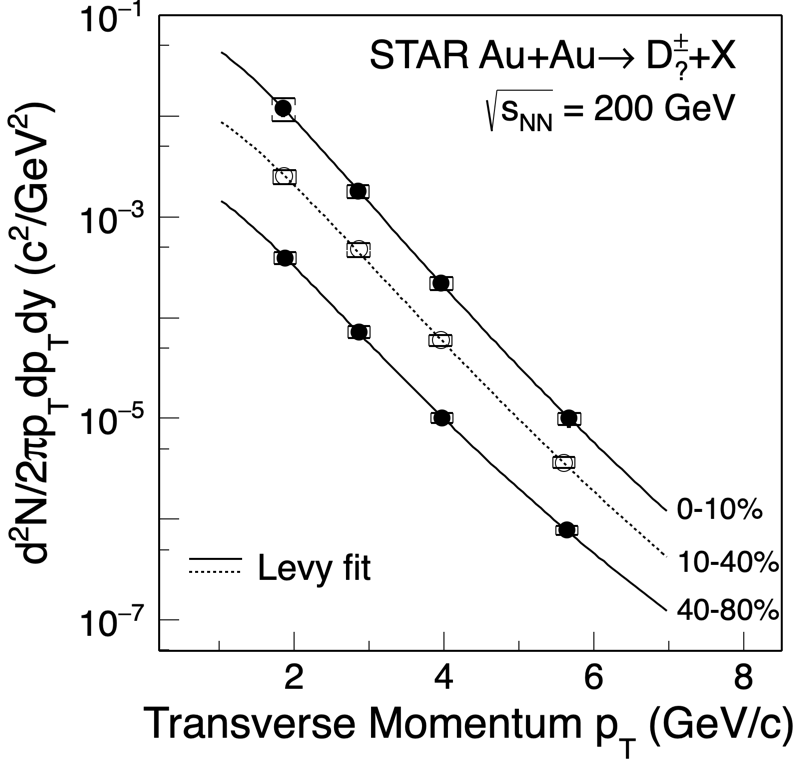 10⁻¹
STAR Au+Au→ D?±+X
√sNN = 200 GeV
10⁻³
10⁻⁵
10⁻⁷
d²N/2πpTdpTdy (c²/GeV²)
0-10%
10-40%
40-80%
Levy fit
2 4 6 8
Transverse Momentum pT (GeV/c)